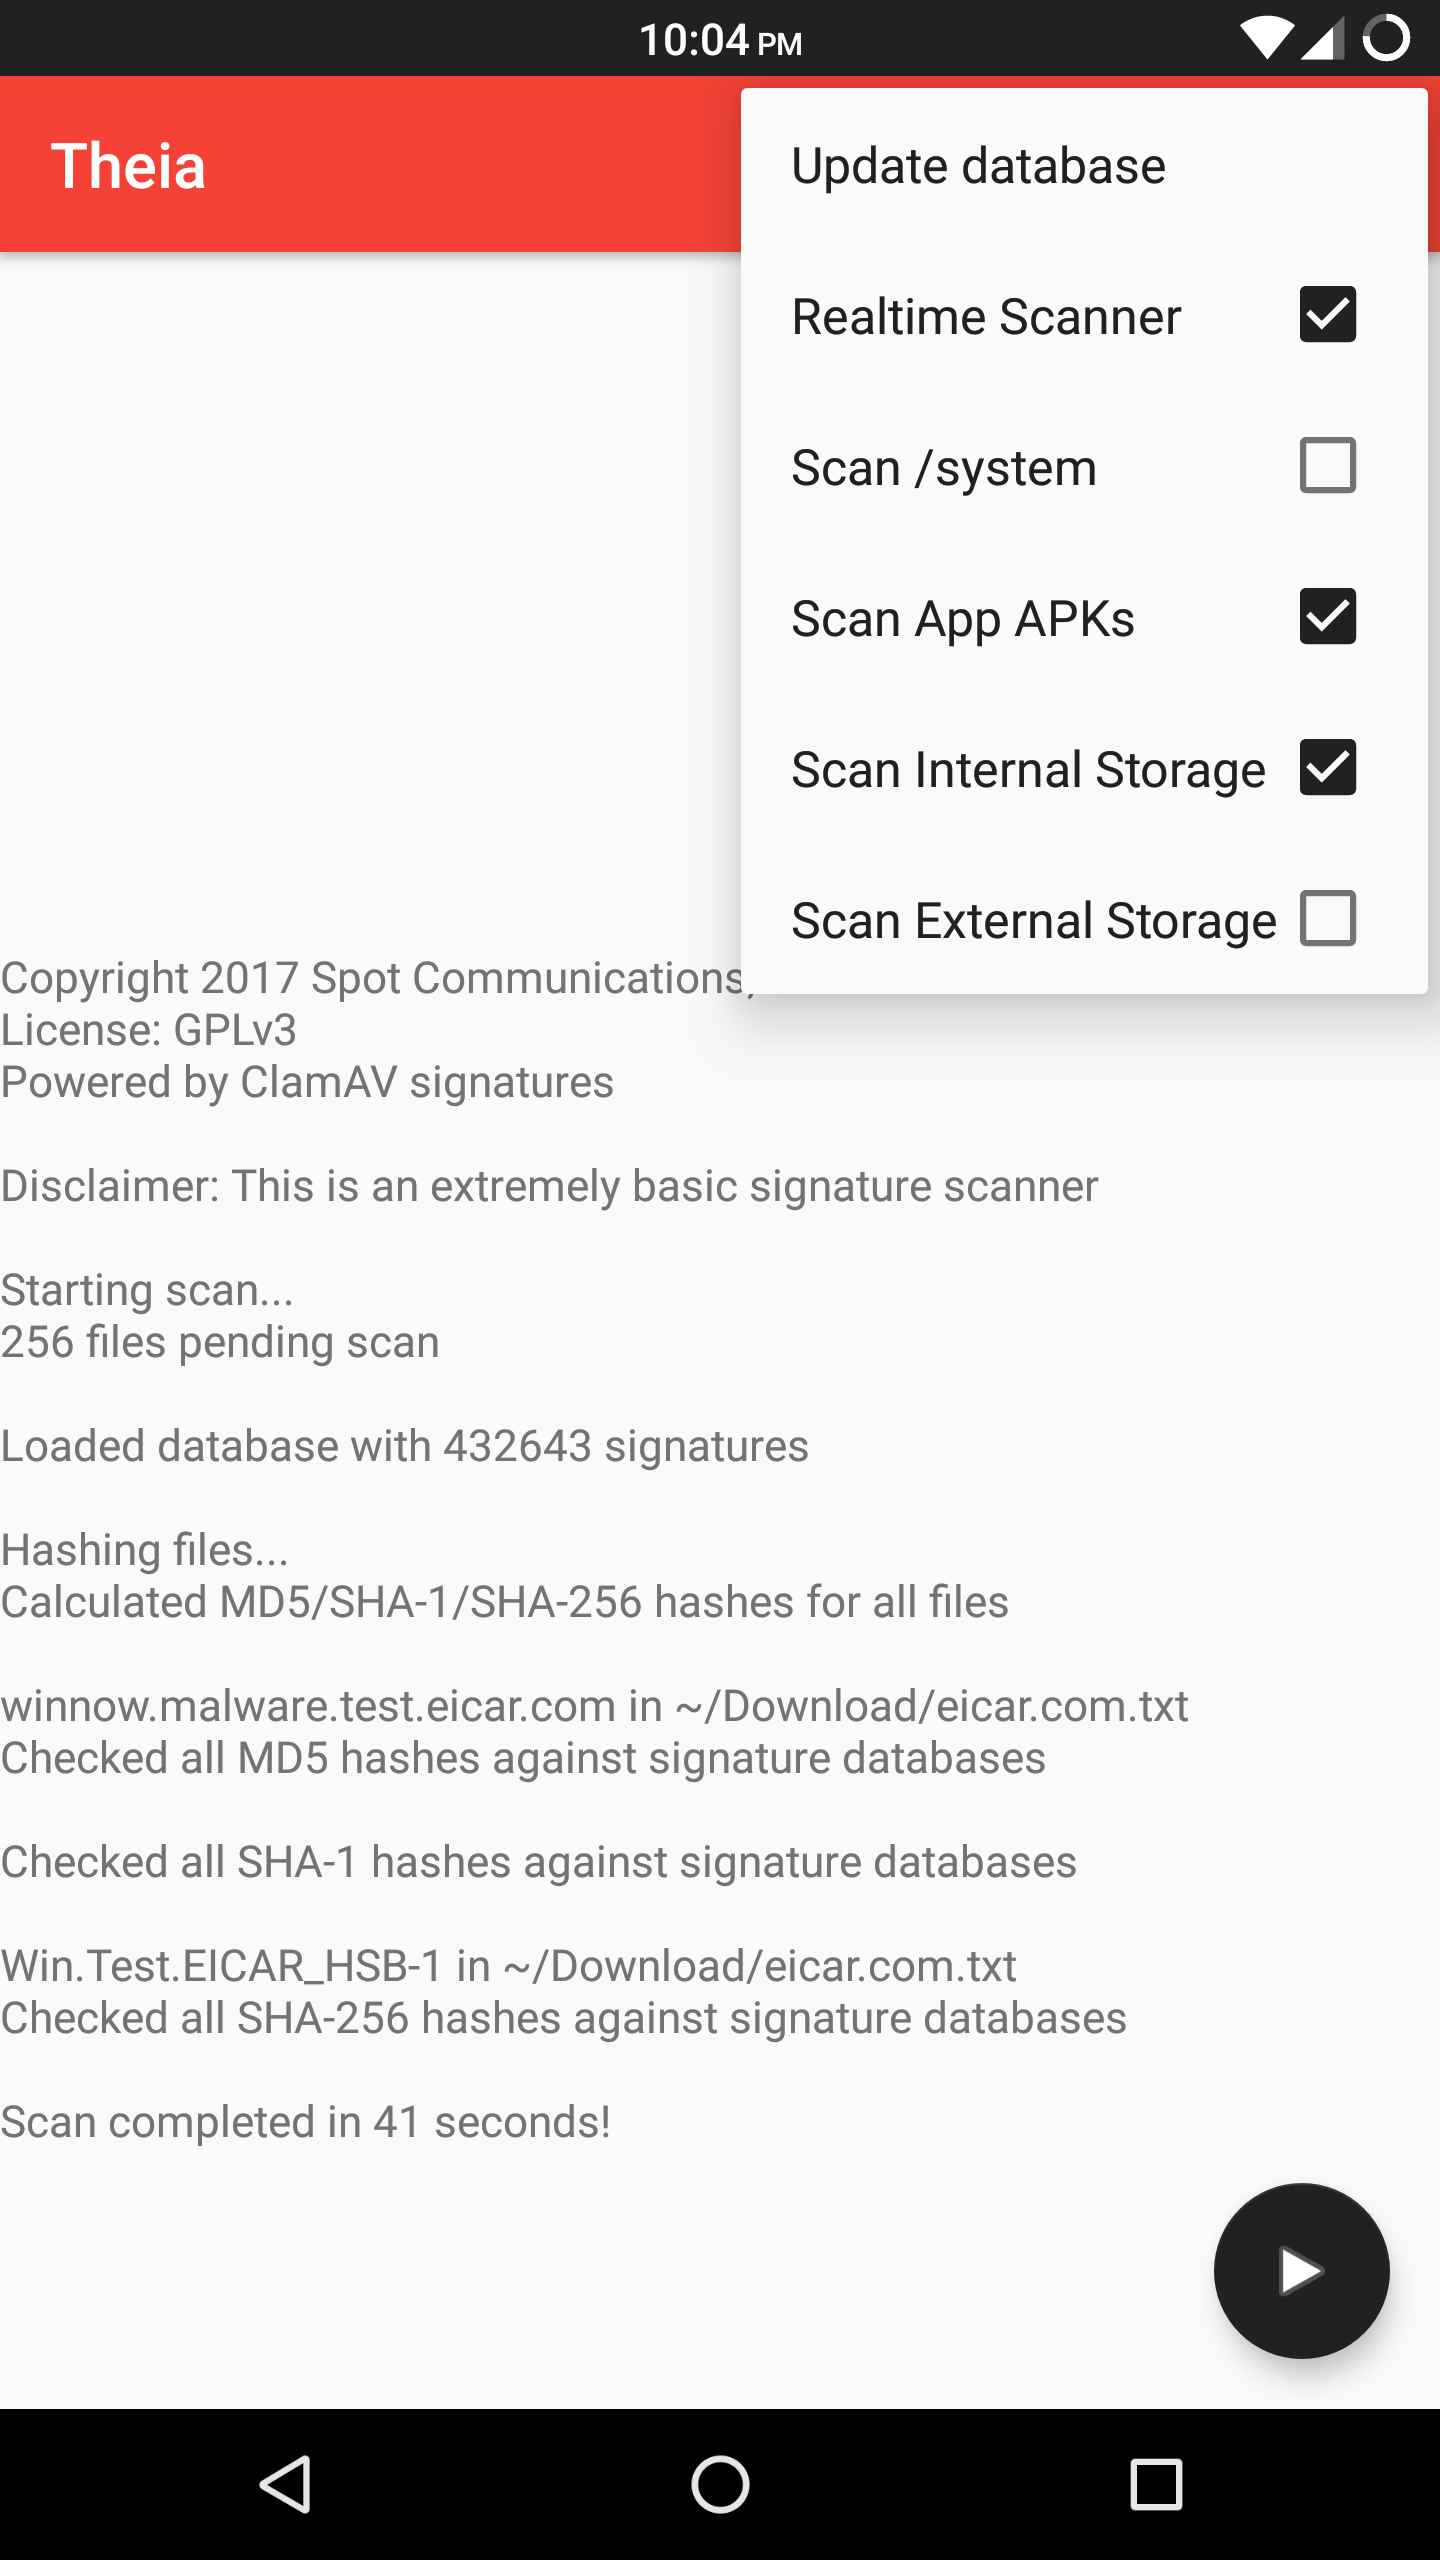 10:04 PM
Theia
Update database
Realtime Scanner
Scan /system
Scan App APKs
Scan Internal Storage
Scan External Storage
Copyright 2017 Spot Communications,
License: GPLv3
Powered by ClamAV signatures
Disclaimer: This is an extremely basic signature scanner
Starting scan...
256 files pending scan
Loaded database with 432643 signatures
Hashing files...
Calculated MD5/SHA-1/SHA-256 hashes for all files
winnow.malware.test.eicar.com in ~/Download/eicar.com.txt
Checked all MD5 hashes against signature databases
Checked all SHA-1 hashes against signature databases
Win.Test.EICAR_HSB-1 in ~/Download/eicar.com.txt
Checked all SHA-256 hashes against signature databases
Scan completed in 41 seconds!